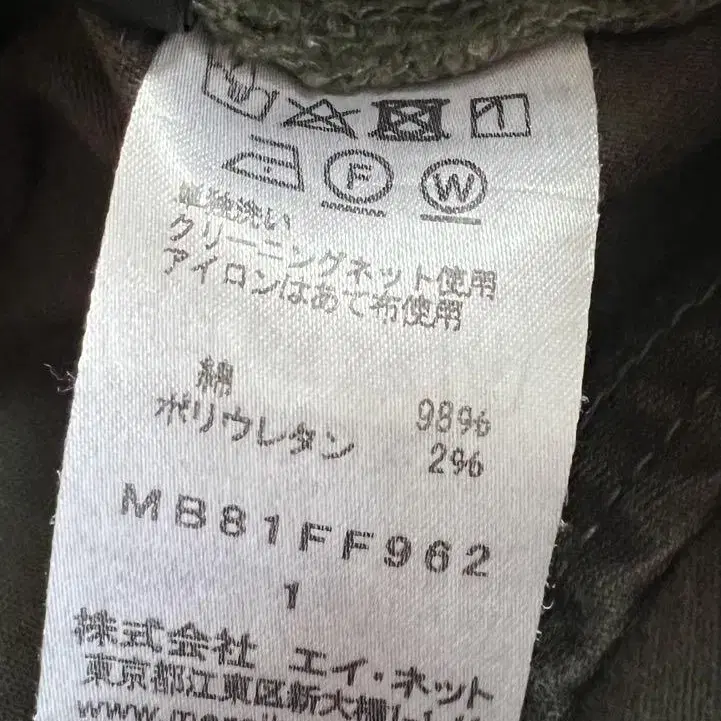 F W
単独洗い
クリーニングネット使用
アイロンはあて布使用
綿 98%
ポリウレタン 2%
MB81FF962
1
株式会社 エイ・ネット
東京都江東区新大橋
www.